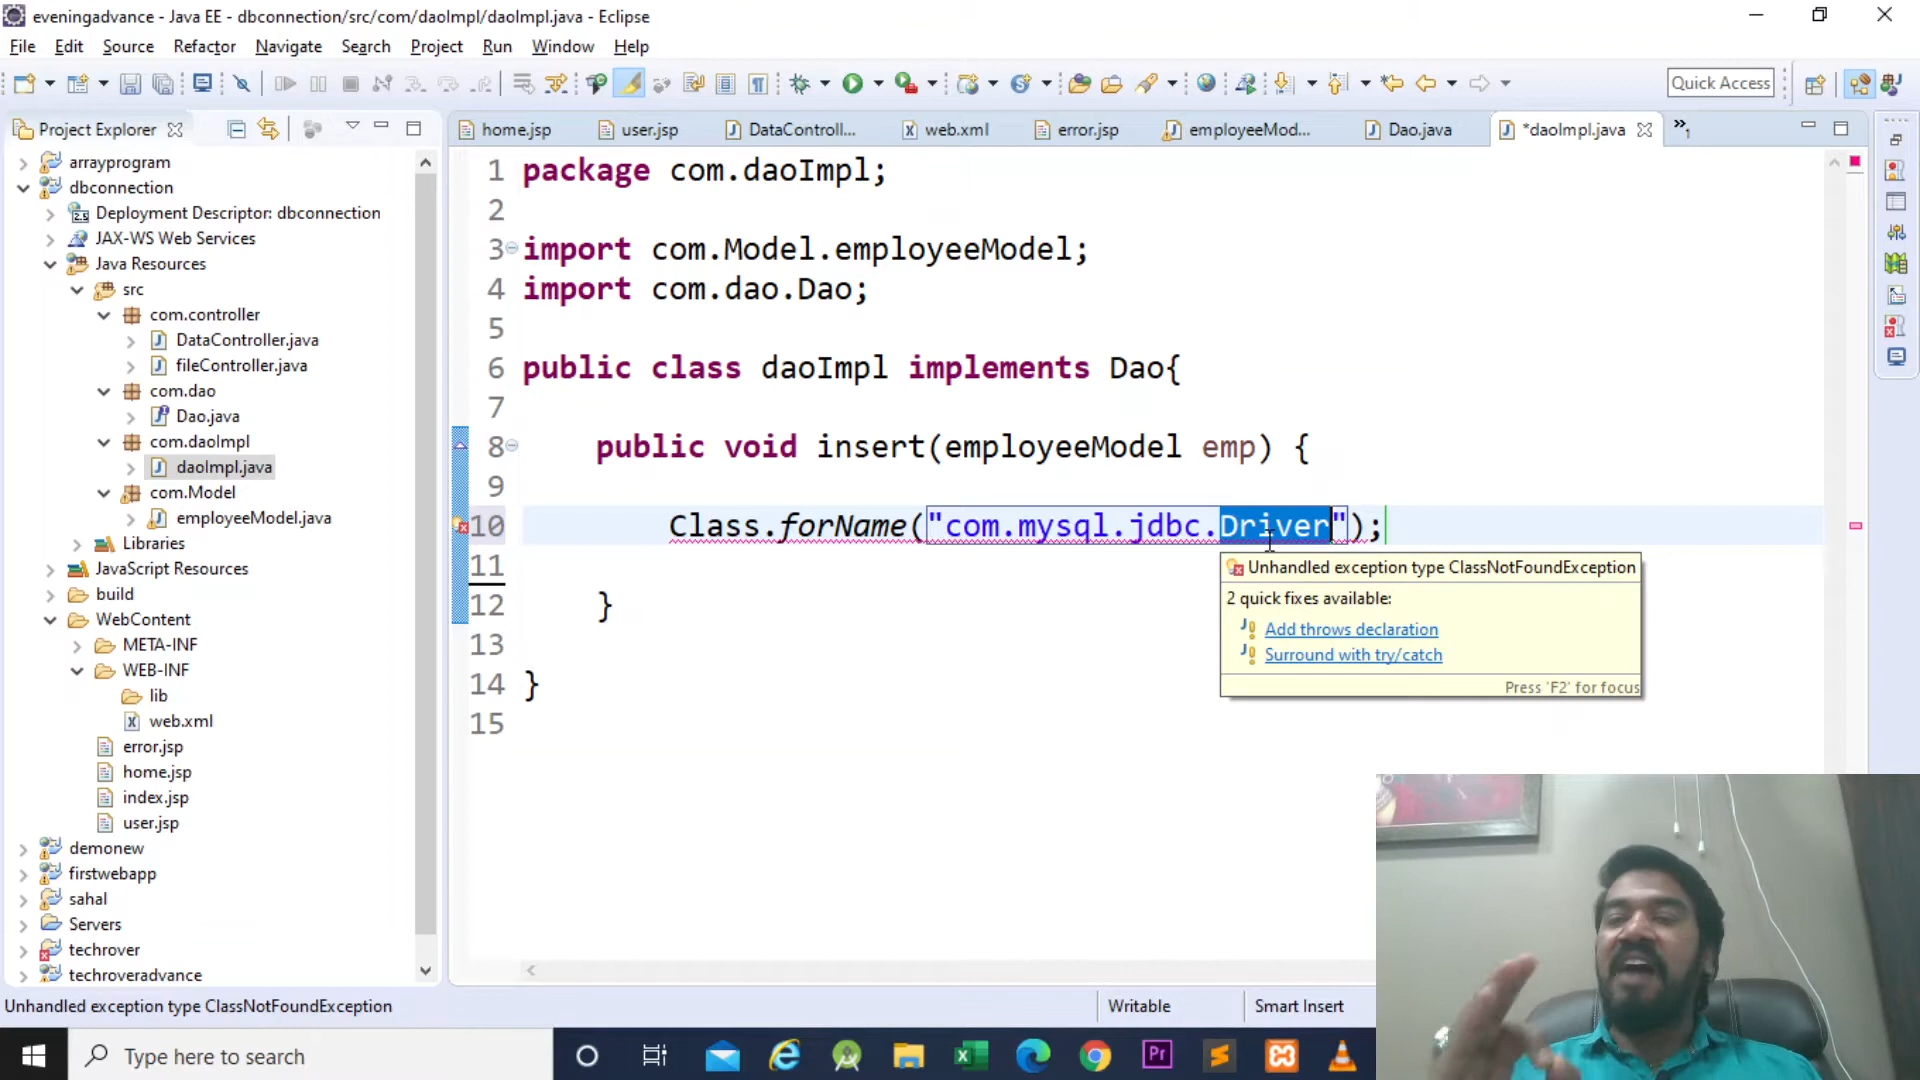 eveningadvance - Java EE - dbconnection/src/com/daoImpl/daoImpl.java - Eclipse
File Edit Source Refactor Navigate Search Project Run Window Help
Quick Access
Project Explorer
home.jsp user.jsp DataControll... web.xml error.jsp employeeMod... Dao.java *daoImpl.java »1
arrayprogram
dbconnection
Deployment Descriptor: dbconnection
JAX-WS Web Services
Java Resources
src
com.controller
DataController.java
fileController.java
com.dao
Dao.java
com.daoImpl
daoImpl.java
com.Model
employeeModel.java
Libraries
JavaScript Resources
build
WebContent
META-INF
WEB-INF
lib
web.xml
error.jsp
home.jsp
index.jsp
user.jsp
demonew
firstwebapp
sahal
Servers
techrover
techroveradvance
1 package com.daoImpl;
2
3 import com.Model.employeeModel;
4 import com.dao.Dao;
5
6 public class daoImpl implements Dao{
7
8 public void insert(employeeModel emp) {
9
10 Class.forName("com.mysql.jdbc.Driver");
11
12 }
13
14 }
15
Unhandled exception type ClassNotFoundException
2 quick fixes available:
Add throws declaration
Surround with try/catch
Press 'F2' for focus
Unhandled exception type ClassNotFoundException
Writable
Smart Insert
Type here to search
Pr